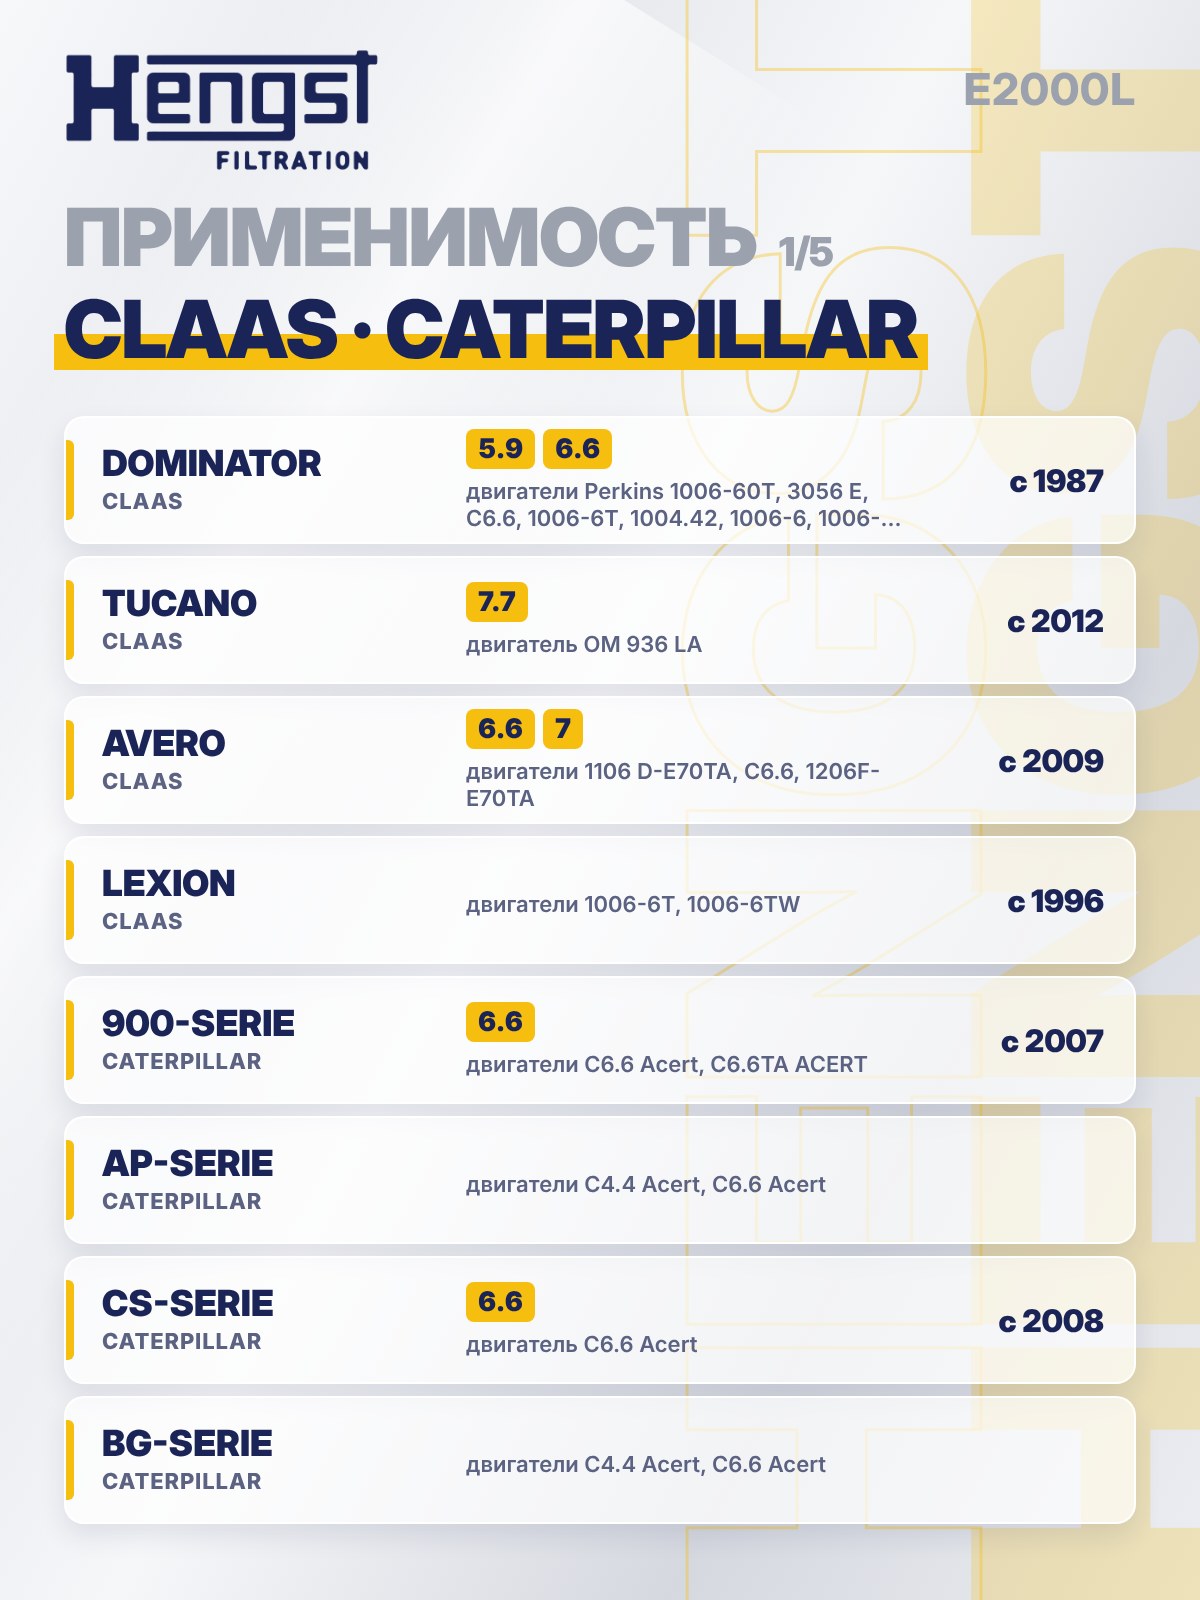 Hengst
FILTRATION
E2000L
ПРИМЕНИМОСТЬ 1/5
CLAAS · CATERPILLAR
DOMINATOR
CLAAS
5.9 6.6
двигатели Perkins 1006-60T, 3056 E,
C6.6, 1006-6T, 1004.42, 1006-6, 1006-...
с 1987
TUCANO
CLAAS
7.7
двигатель OM 936 LA
с 2012
AVERO
CLAAS
6.6 7
двигатели 1106 D-E70TA, C6.6, 1206F-
E70TA
с 2009
LEXION
CLAAS
двигатели 1006-6T, 1006-6TW
с 1996
900-SERIE
CATERPILLAR
6.6
двигатели C6.6 Acert, C6.6TA ACERT
с 2007
AP-SERIE
CATERPILLAR
двигатели C4.4 Acert, C6.6 Acert
CS-SERIE
CATERPILLAR
6.6
двигатель C6.6 Acert
с 2008
BG-SERIE
CATERPILLAR
двигатели C4.4 Acert, C6.6 Acert
HENGST
HENGST